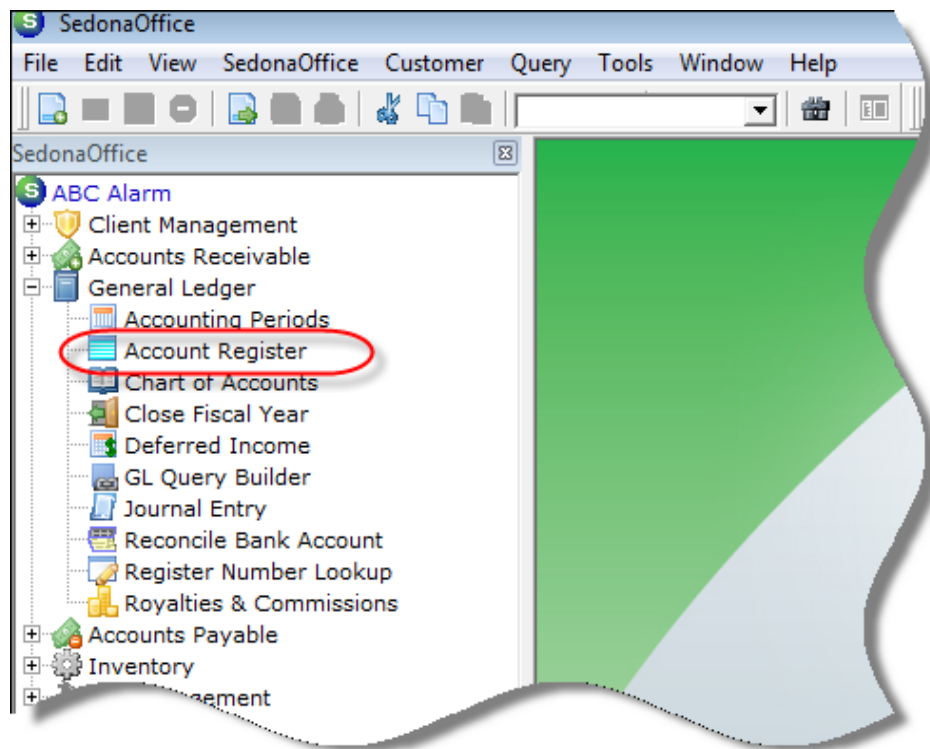 SedonaOffice
File Edit View SedonaOffice Customer Query Tools Window Help
SedonaOffice
ABC Alarm
Client Management
Accounts Receivable
General Ledger
Accounting Periods
Account Register
Chart of Accounts
Close Fiscal Year
Deferred Income
GL Query Builder
Journal Entry
Reconcile Bank Account
Register Number Lookup
Royalties & Commissions
Accounts Payable
Inventory